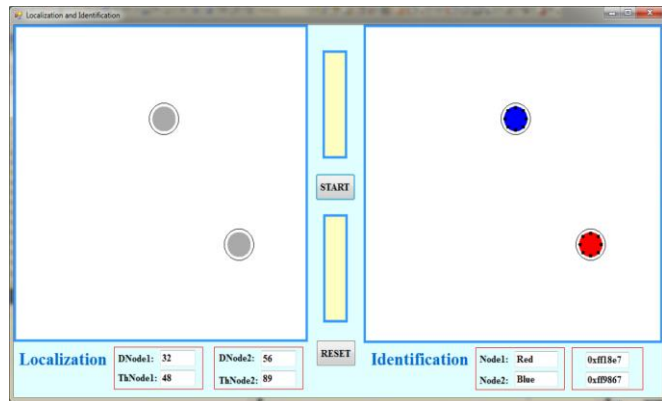 Localization and Identification
START
RESET
Localization
DNode1: 32
ThNode1: 48
DNode2: 56
ThNode2: 89
Identification
Node1: Red
Node2: Blue
0xff18e7
0xff9867